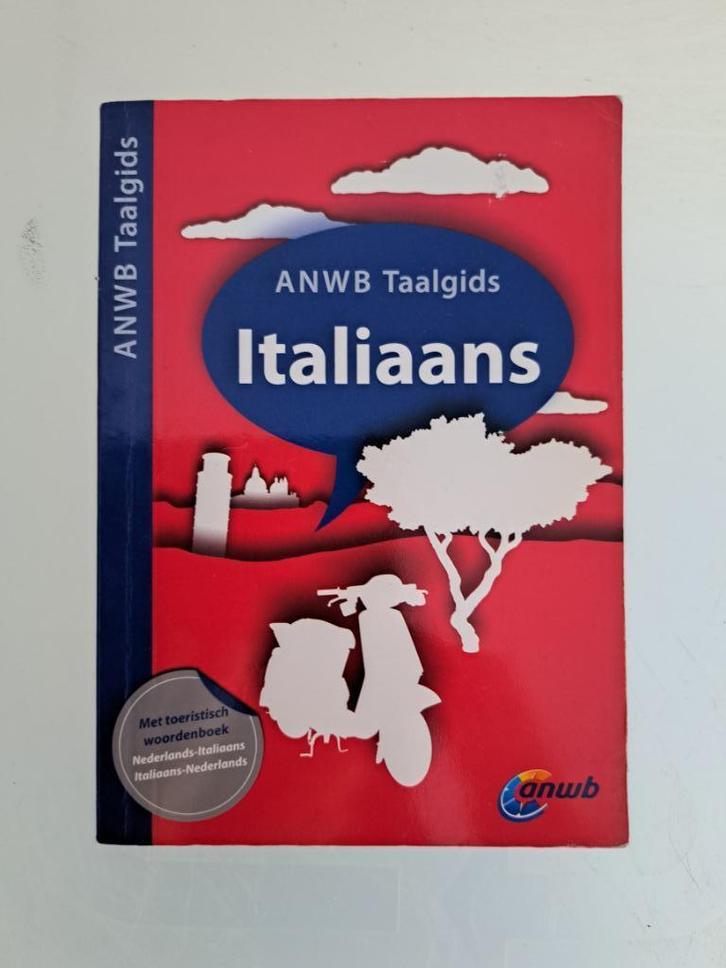 ANWB Taalgids
ANWB Taalgids
Italiaans
Met toeristisch
woordenboek
Nederlands-Italiaans
Italiaans-Nederlands
anwb